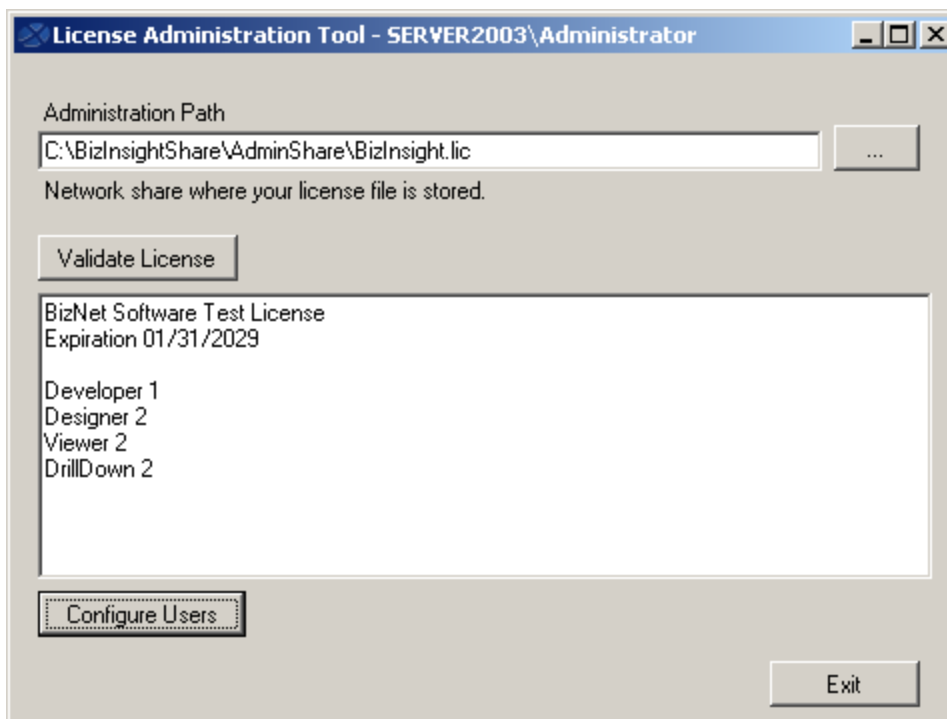 License Administration Tool - SERVER2003\Administrator
Administration Path
C:\BizInsightShare\AdminShare\BizInsight.lic
...
Network share where your license file is stored.
Validate License
BizNet Software Test License
Expiration 01/31/2029
Developer 1
Designer 2
Viewer 2
DrillDown 2
Configure Users
Exit